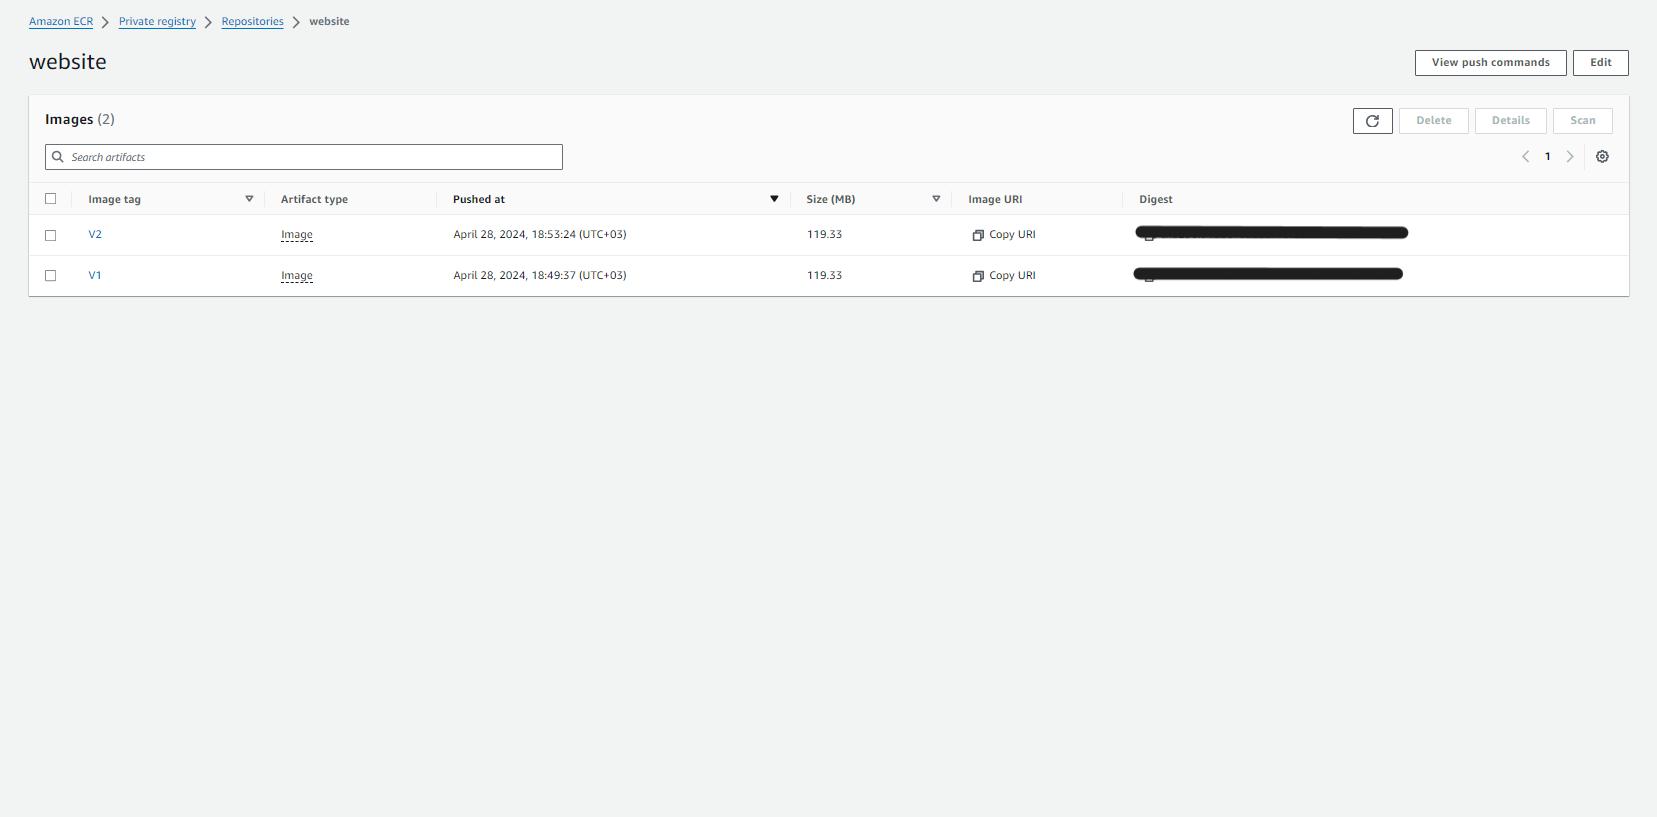 Amazon ECR > Private registry > Repositories > website
website
View push commands Edit
Images (2)
Delete Details Scan
Search artifacts
1
Image tag Artifact type Pushed at Size (MB) Image URI Digest
V2 Image April 28, 2024, 18:53:24 (UTC+03) 119.33 Copy URI
V1 Image April 28, 2024, 18:49:37 (UTC+03) 119.33 Copy URI